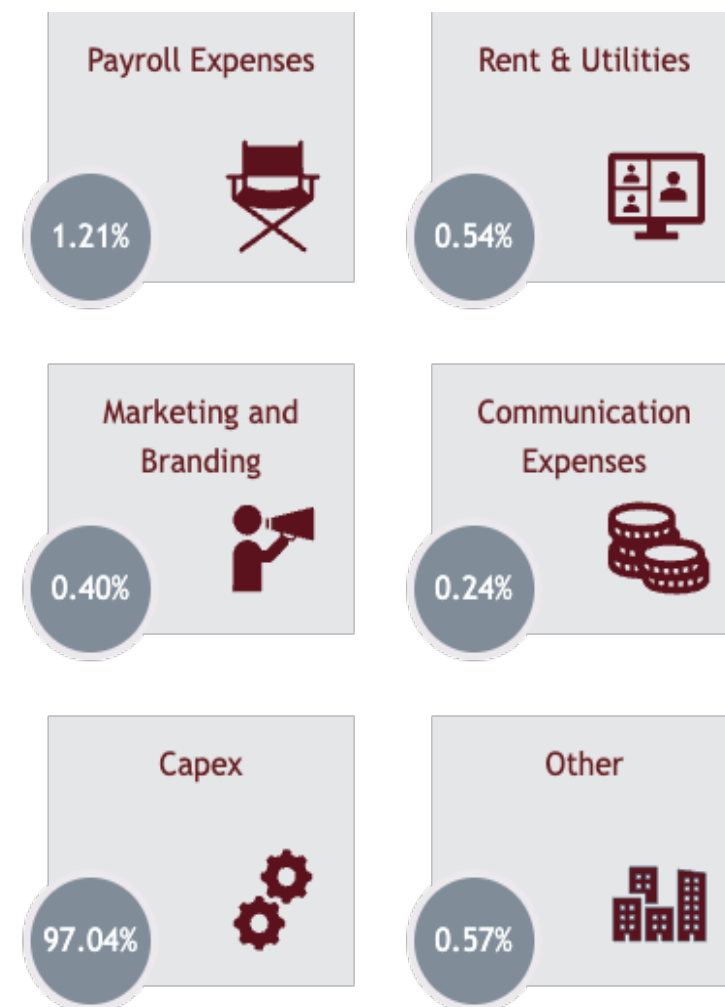 Payroll Expenses
1.21%
Rent & Utilities
0.54%
Marketing and
Branding
0.40%
Communication
Expenses
0.24%
Capex
97.04%
Other
0.57%